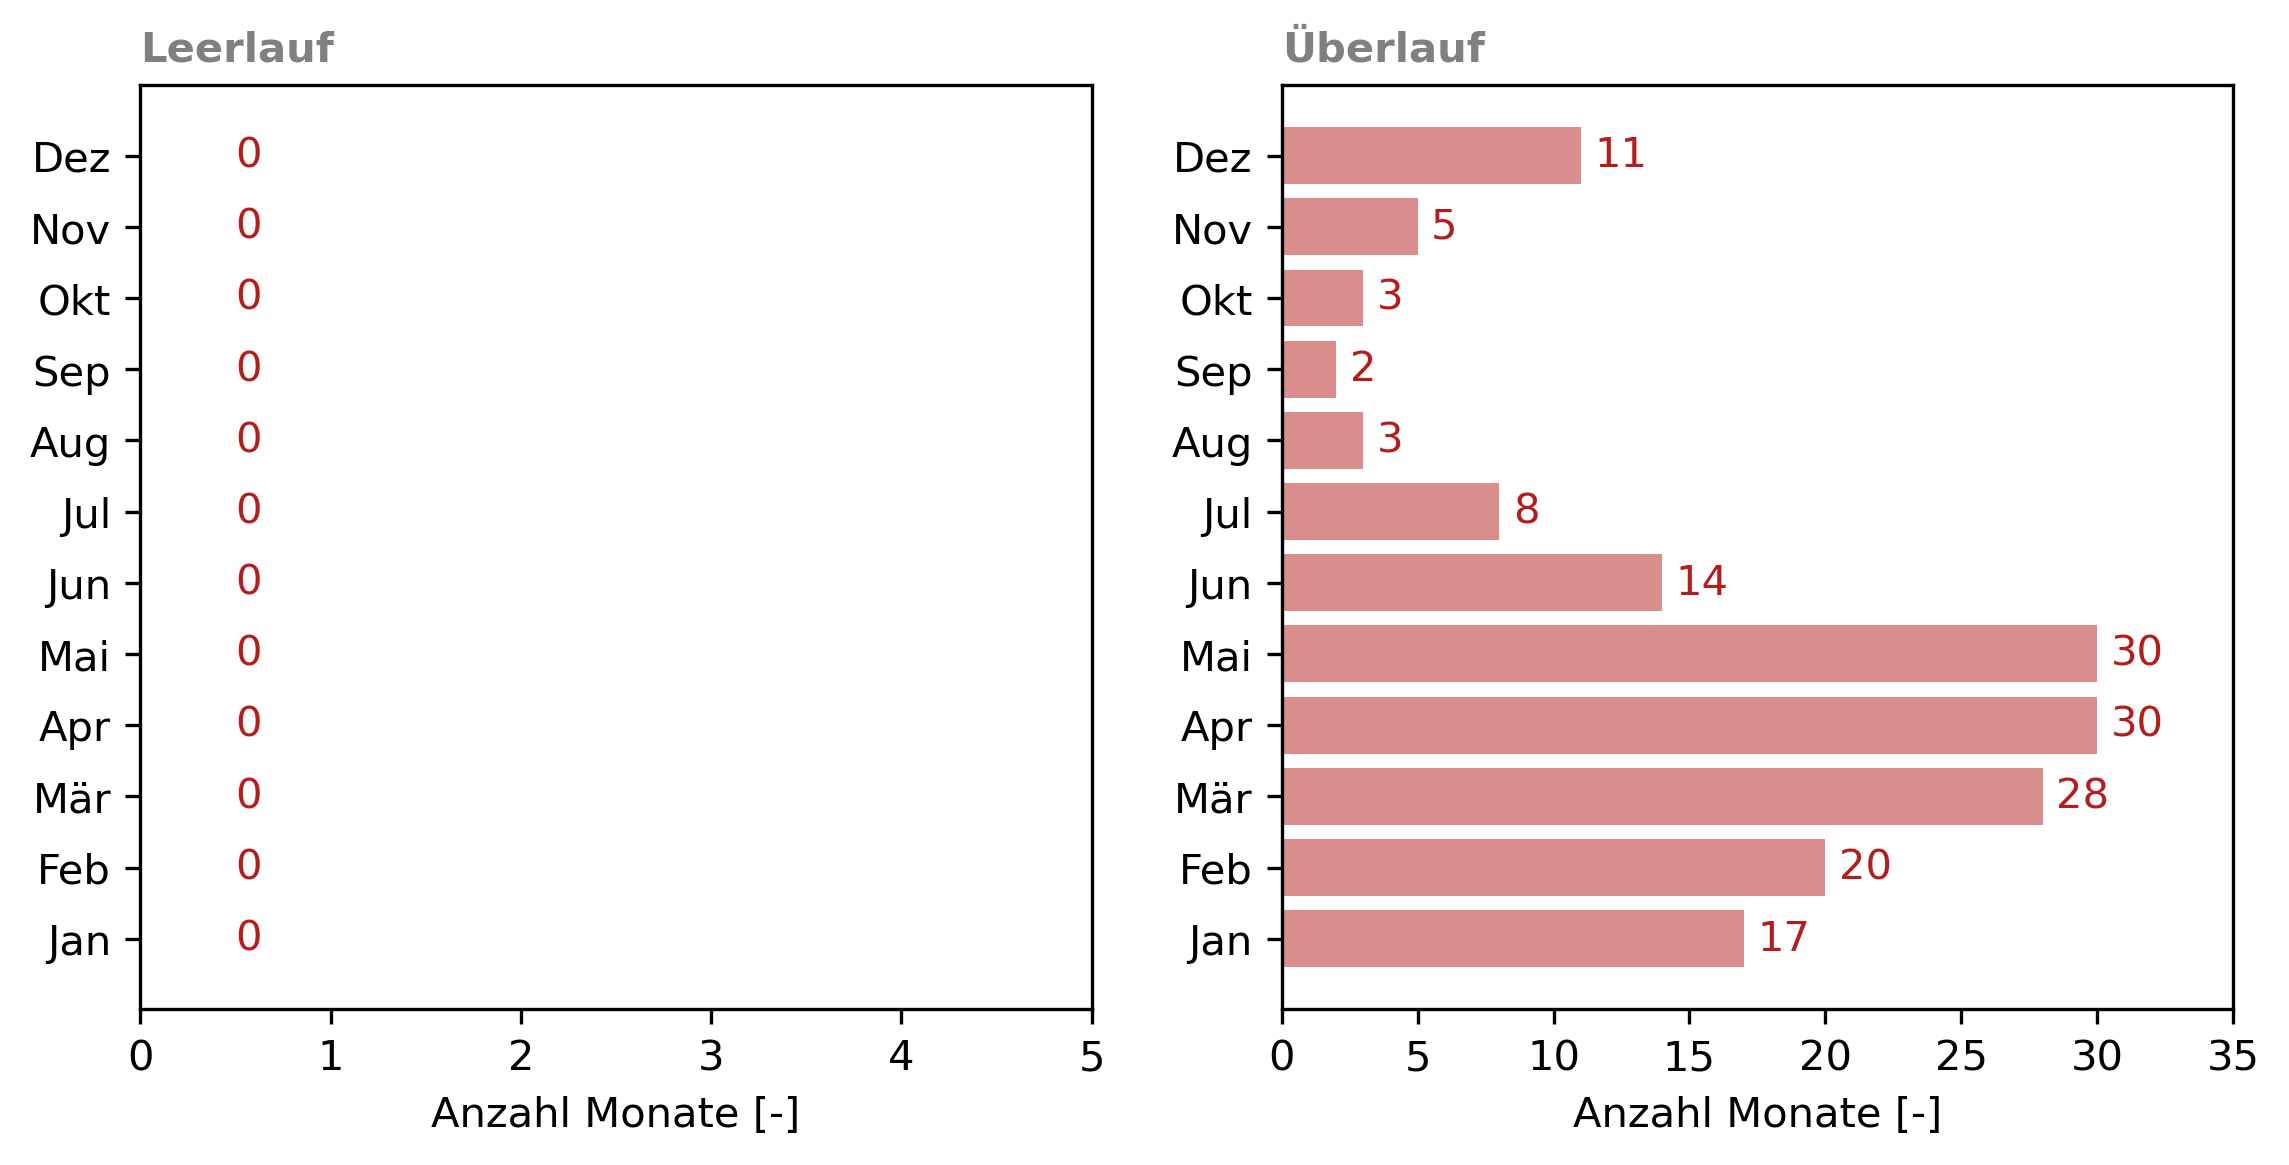 Leerlauf
Dez 0
Nov 0
Okt 0
Sep 0
Aug 0
Jul 0
Jun 0
Mai 0
Apr 0
Mär 0
Feb 0
Jan 0
0 1 2 3 4 5
Anzahl Monate [-]
Überlauf
Dez 11
Nov 5
Okt 3
Sep 2
Aug 3
Jul 8
Jun 14
Mai 30
Apr 30
Mär 28
Feb 20
Jan 17
0 5 10 15 20 25 30 35
Anzahl Monate [-]